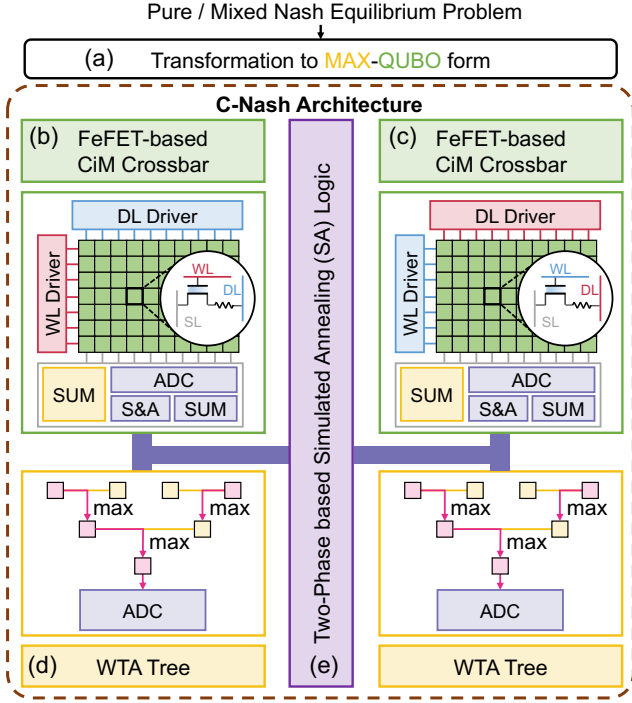 Pure / Mixed Nash Equilibrium Problem
(a) Transformation to MAX-QUBO form
C-Nash Architecture
(b) FeFET-based
CiM Crossbar
DL Driver
WL Driver
WL
DL
SL
SUM
ADC
S&A
SUM
max
max
max
ADC
(d) WTA Tree
Two-Phase based Simulated Annealing (SA) Logic
(e)
(c) FeFET-based
CiM Crossbar
DL Driver
WL Driver
WL
DL
SL
SUM
ADC
S&A
SUM
max
max
max
ADC
WTA Tree